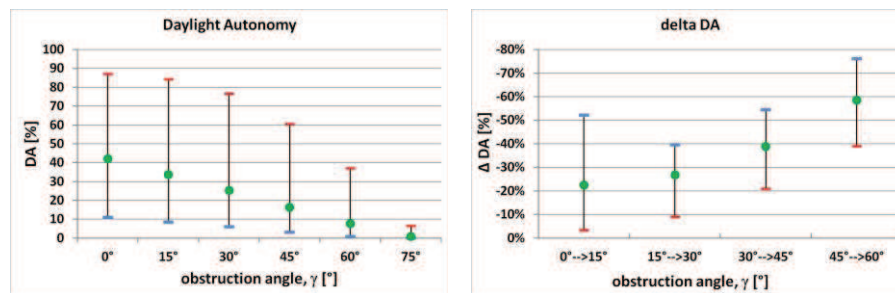 Daylight Autonomy
DA [%]
100
90
80
70
60
50
40
30
20
10
0
0° 15° 30° 45° 60° 75°
obstruction angle, γ [°]
delta DA
Δ DA [%]
-80%
-70%
-60%
-50%
-40%
-30%
-20%
-10%
0%
0°-->15° 15°-->30° 30°-->45° 45°-->60°
obstruction angle, γ [°]